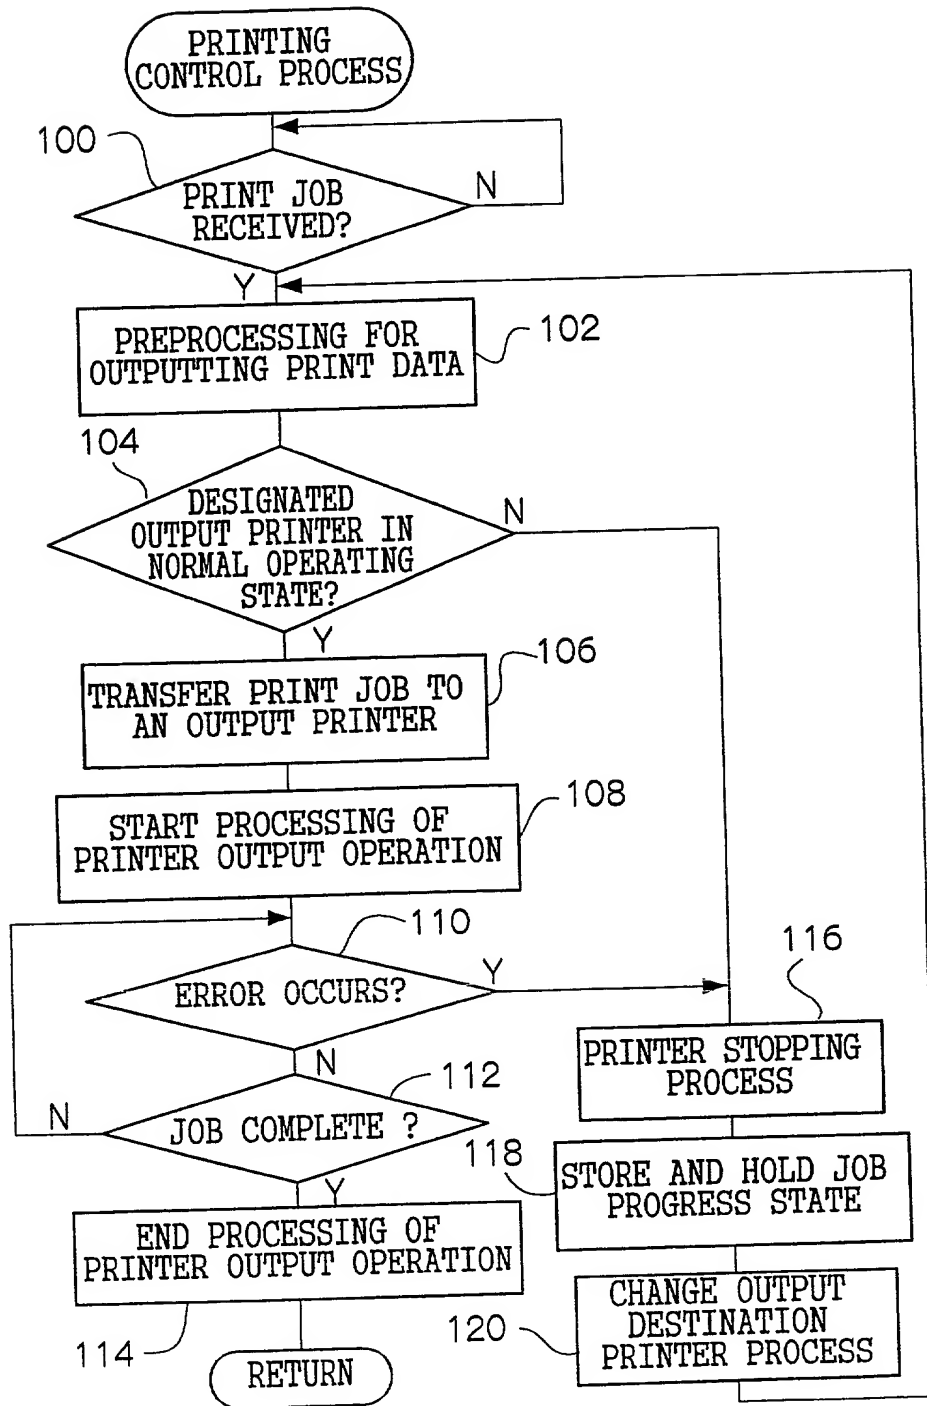 PRINTING
CONTROL PROCESS
100
PRINT JOB
RECEIVED?
N
Y
PREPROCESSING FOR
OUTPUTTING PRINT DATA
102
104
DESIGNATED
OUTPUT PRINTER IN
NORMAL OPERATING
STATE?
N
Y
TRANSFER PRINT JOB TO
AN OUTPUT PRINTER
106
START PROCESSING OF
PRINTER OUTPUT OPERATION
108
110
ERROR OCCURS?
Y
N
112
JOB COMPLETE ?
N
Y
END PROCESSING OF
PRINTER OUTPUT OPERATION
114
RETURN
116
PRINTER STOPPING
PROCESS
118
STORE AND HOLD JOB
PROGRESS STATE
CHANGE OUTPUT
DESTINATION
PRINTER PROCESS
120